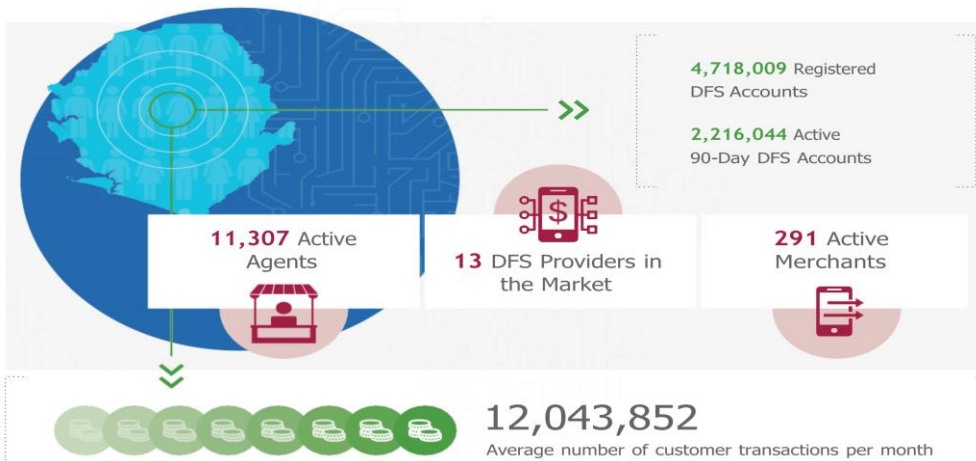 4,718,009 Registered
DFS Accounts
2,216,044 Active
90-Day DFS Accounts
11,307 Active
Agents
$
13 DFS Providers in
the Market
291 Active
Merchants
12,043,852
Average number of customer transactions per month